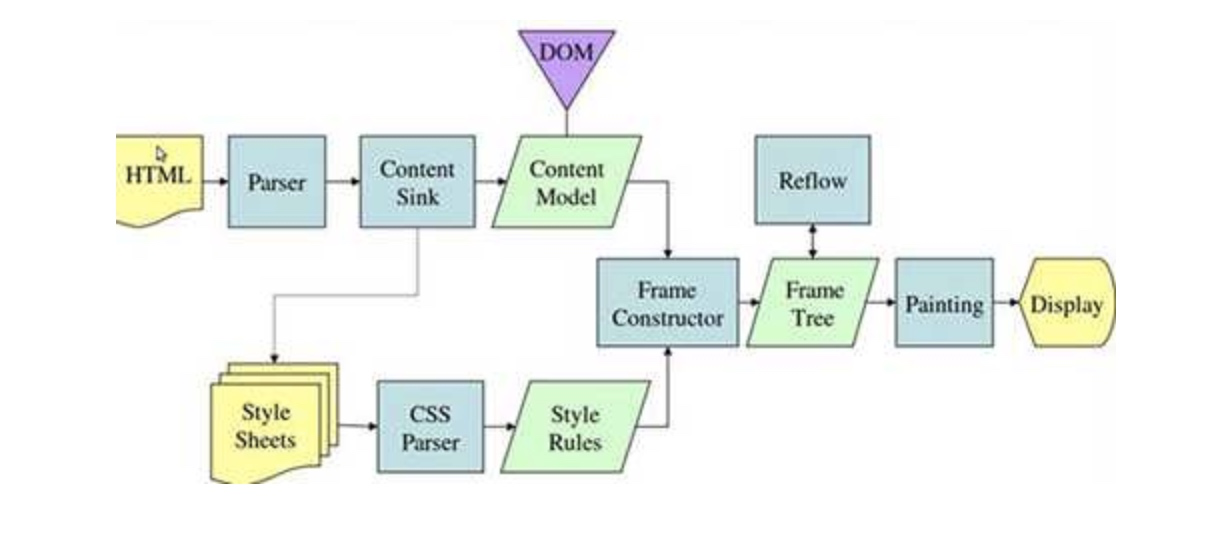 DOM
HTML
Parser
Content
Sink
Content
Model
Reflow
Frame
Constructor
Frame
Tree
Painting
Display
Style
Sheets
CSS
Parser
Style
Rules